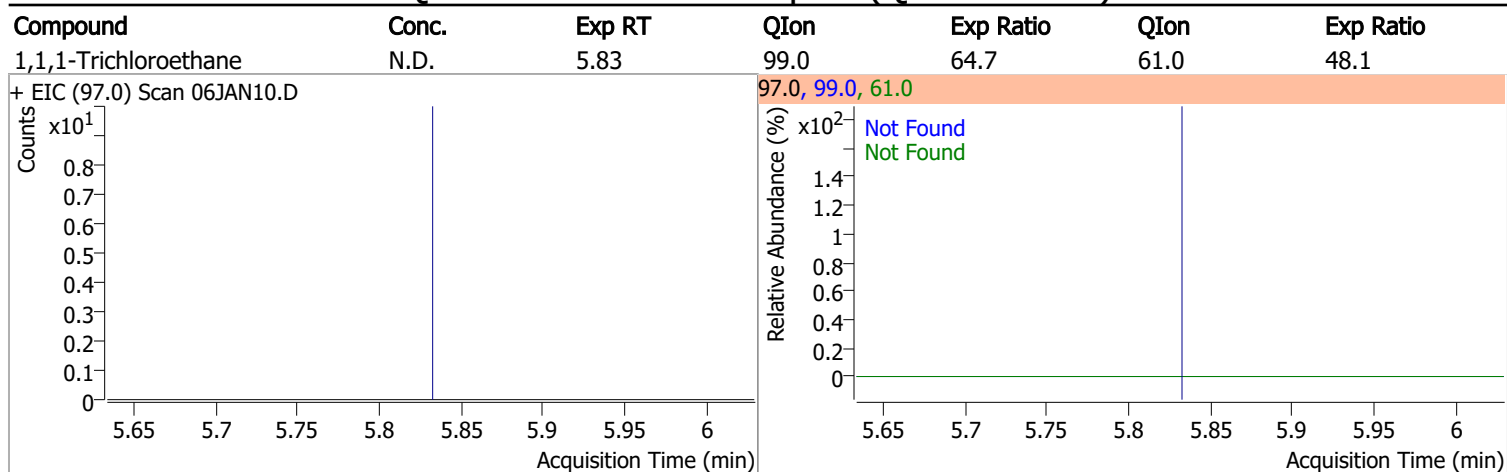 Compound Conc. Exp RT QIon Exp Ratio QIon Exp Ratio
1,1,1-Trichloroethane N.D. 5.83 99.0 64.7 61.0 48.1
+ EIC (97.0) Scan 06JAN10.D
Counts
x10¹
0.8
0.7
0.6
0.5
0.4
0.3
0.2
0.1
0
5.65 5.7 5.75 5.8 5.85 5.9 5.95 6
Acquisition Time (min)
97.0, 99.0, 61.0
Relative Abundance (%)
x10²
Not Found
Not Found
1.4
1.2
1
0.8
0.6
0.4
0.2
0
5.65 5.7 5.75 5.8 5.85 5.9 5.95 6
Acquisition Time (min)